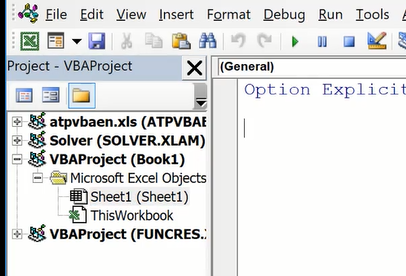 File Edit View Insert Format Debug Run Tools
Project - VBAProject
(General)
Option Explicit
atpvbaen.xls (ATPVBAE
Solver (SOLVER.XLAM)
VBAProject (Book1)
Microsoft Excel Objects
Sheet1 (Sheet1)
ThisWorkbook
VBAProject (FUNCRES.